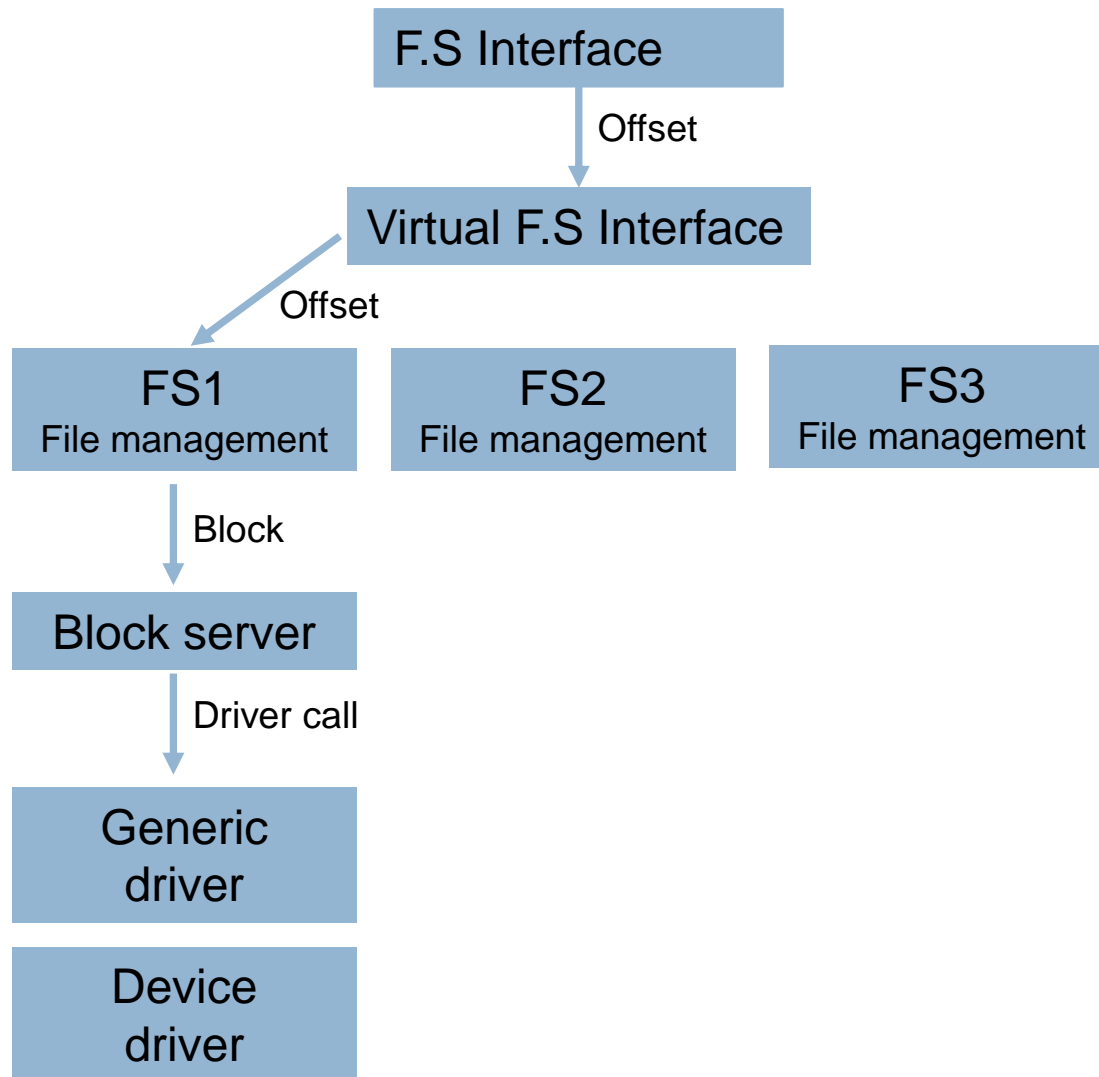 F.S Interface
Offset
Virtual F.S Interface
Offset
FS1
File management
FS2
File management
FS3
File management
Block
Block server
Driver call
Generic
driver
Device
driver